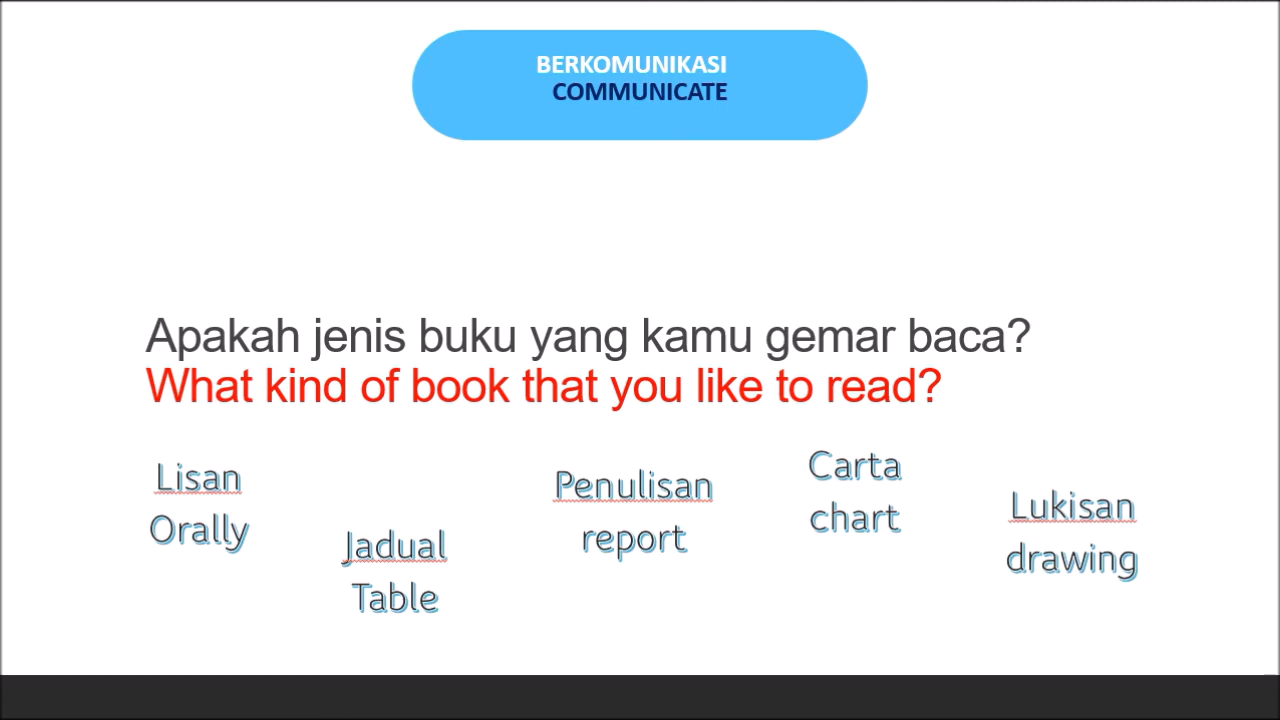 BERKOMUNIKASI
COMMUNICATE
Apakah jenis buku yang kamu gemar baca?
What kind of book that you like to read?
Lisan
Orally
Jadual
Table
Penulisan
report
Carta
chart
Lukisan
drawing